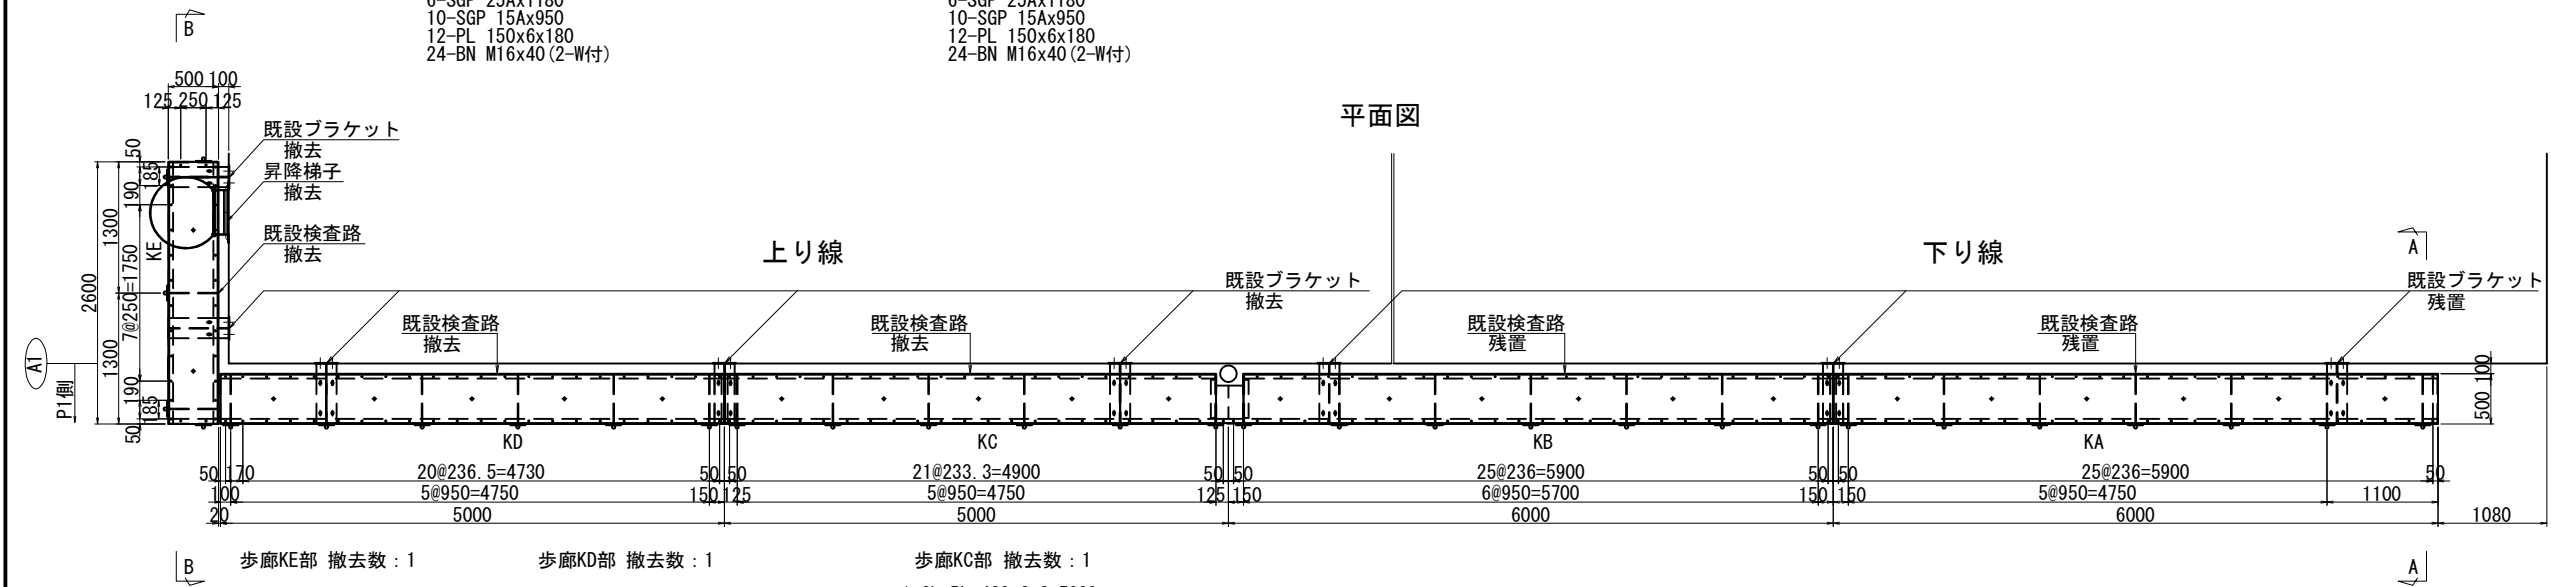 6-SGP 25Ax1180
10-SGP 15Ax950
12-PL 150x6x180
24-BN M16x40(2-W付)
6-SGP 25Ax1180
10-SGP 15Ax950
12-PL 150x6x180
24-BN M16x40(2-W付)
B
500 100
125 250 125
平面図
既設ブラケット
撤去
昇降梯子
撤去
既設検査路
撤去
50
185
190
1300
7@250=1750
2600
1300
190
185
50
KE
A1
P1側
上り線
下り線
A
既設ブラケット
撤去
既設ブラケット
残置
既設検査路
撤去
既設検査路
撤去
既設検査路
残置
既設検査路
残置
100
500
KD
KC
KB
KA
50 170 20@236.5=4730 50 50 21@233.3=4900 50 50 25@236=5900 50 50 25@236=5900 50
100 5@950=4750 150 125 5@950=4750 125 150 6@950=5700 150 150 5@950=4750 1100
20 5000 5000 6000 6000 1080
B
歩廊KE部 撤去数：1
歩廊KD部 撤去数：1
歩廊KC部 撤去数：1
A